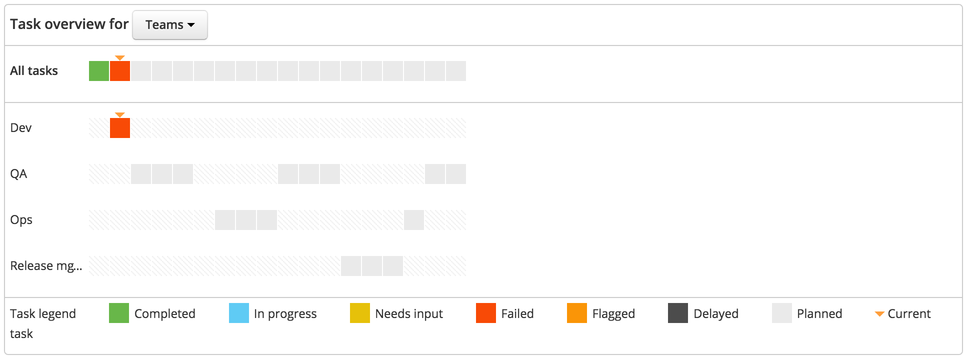 Task overview for Teams
All tasks
Dev
QA
Ops
Release mg...
Task legend Completed In progress Needs input Failed Flagged Delayed Planned Current
task